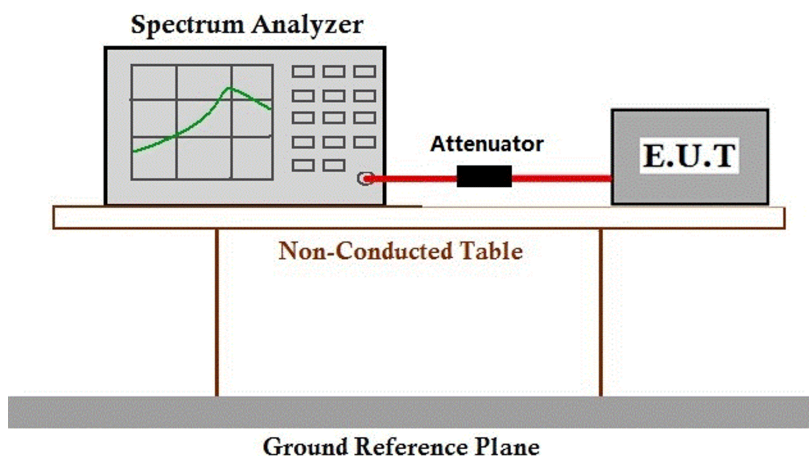 Spectrum Analyzer
Attenuator
E.U.T
Non-Conducted Table
Ground Reference Plane